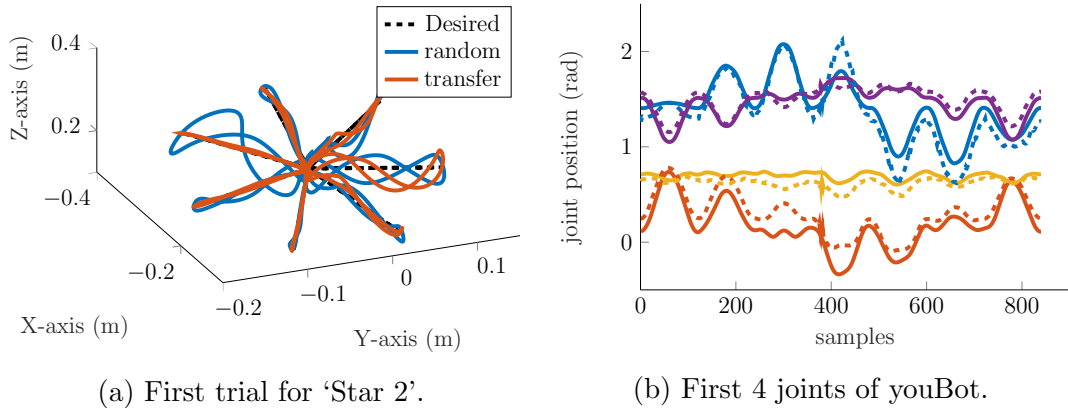 0.4
0.2
Z-axis (m)
−0.4
−0.2
X-axis (m)
−0.2
−0.1
0
0.1
Y-axis (m)
Desired
random
transfer
(a) First trial for ‘Star 2’.
2
1
0
joint position (rad)
0
200
400
600
800
samples
(b) First 4 joints of youBot.